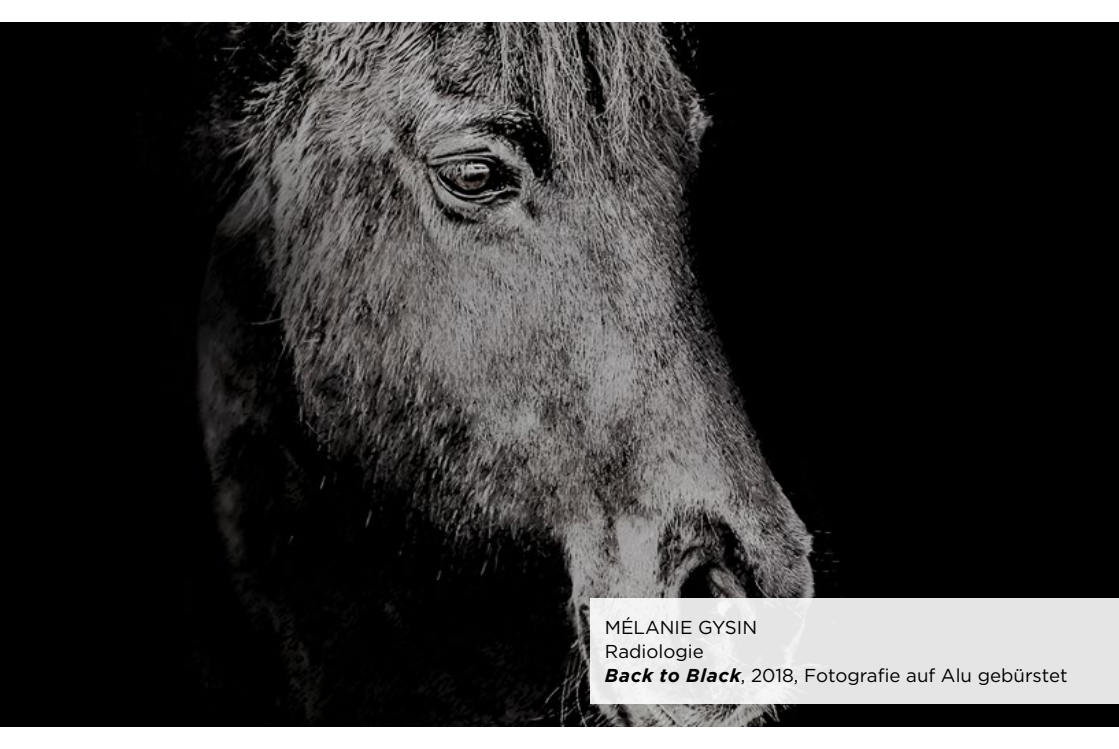 MÉLANIE GYSIN
Radiologie
Back to Black, 2018, Fotografie auf Alu gebürstet